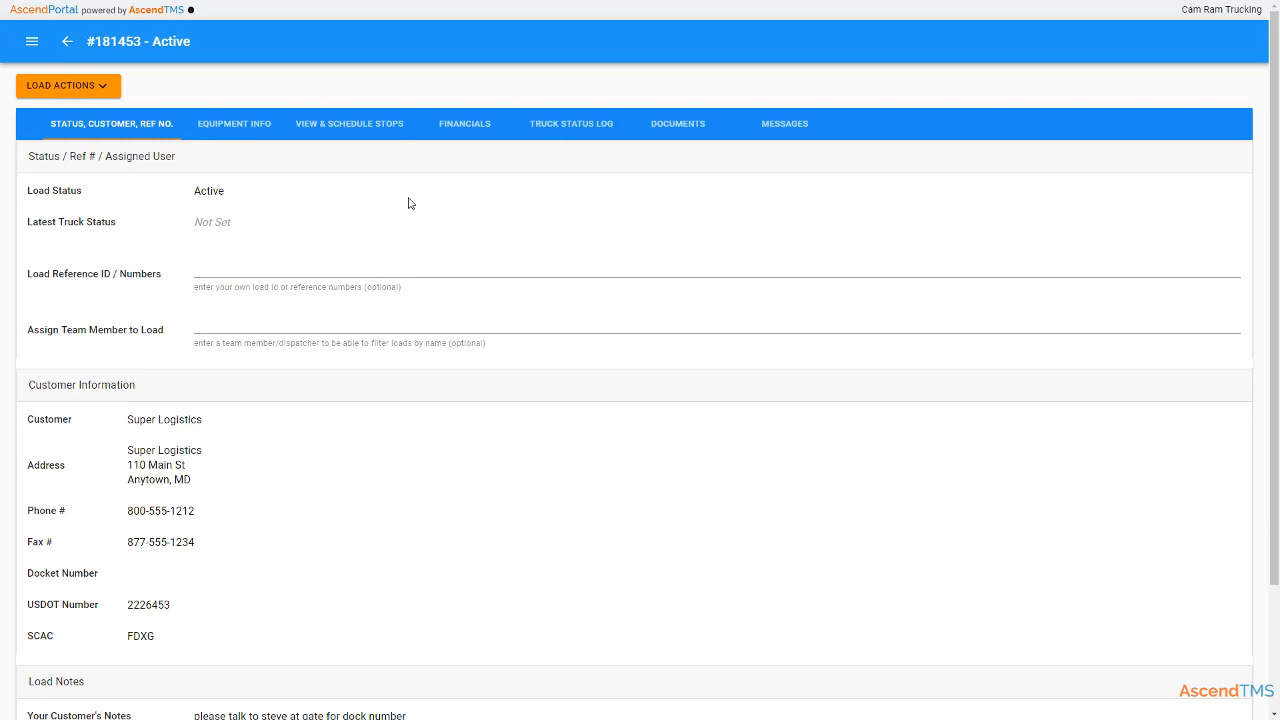 AscendPortal powered by AscendTMS
Cam Ram Trucking
#181453 - Active
LOAD ACTIONS
STATUS, CUSTOMER, REF NO. EQUIPMENT INFO VIEW & SCHEDULE STOPS FINANCIALS TRUCK STATUS LOG DOCUMENTS MESSAGES
Status / Ref # / Assigned User
Load Status Active
Latest Truck Status Not Set
Load Reference ID / Numbers
enter your own load id or reference numbers (optional)
Assign Team Member to Load
enter a team member/dispatcher to be able to filter loads by name (optional)
Customer Information
Customer Super Logistics
Address Super Logistics
110 Main St
Anytown, MD
Phone # 800-555-1212
Fax # 877-555-1234
Docket Number
USDOT Number 2226453
SCAC FDXG
Load Notes
AscendTMS
Your Customer's Notes please talk to steve at gate for dock number